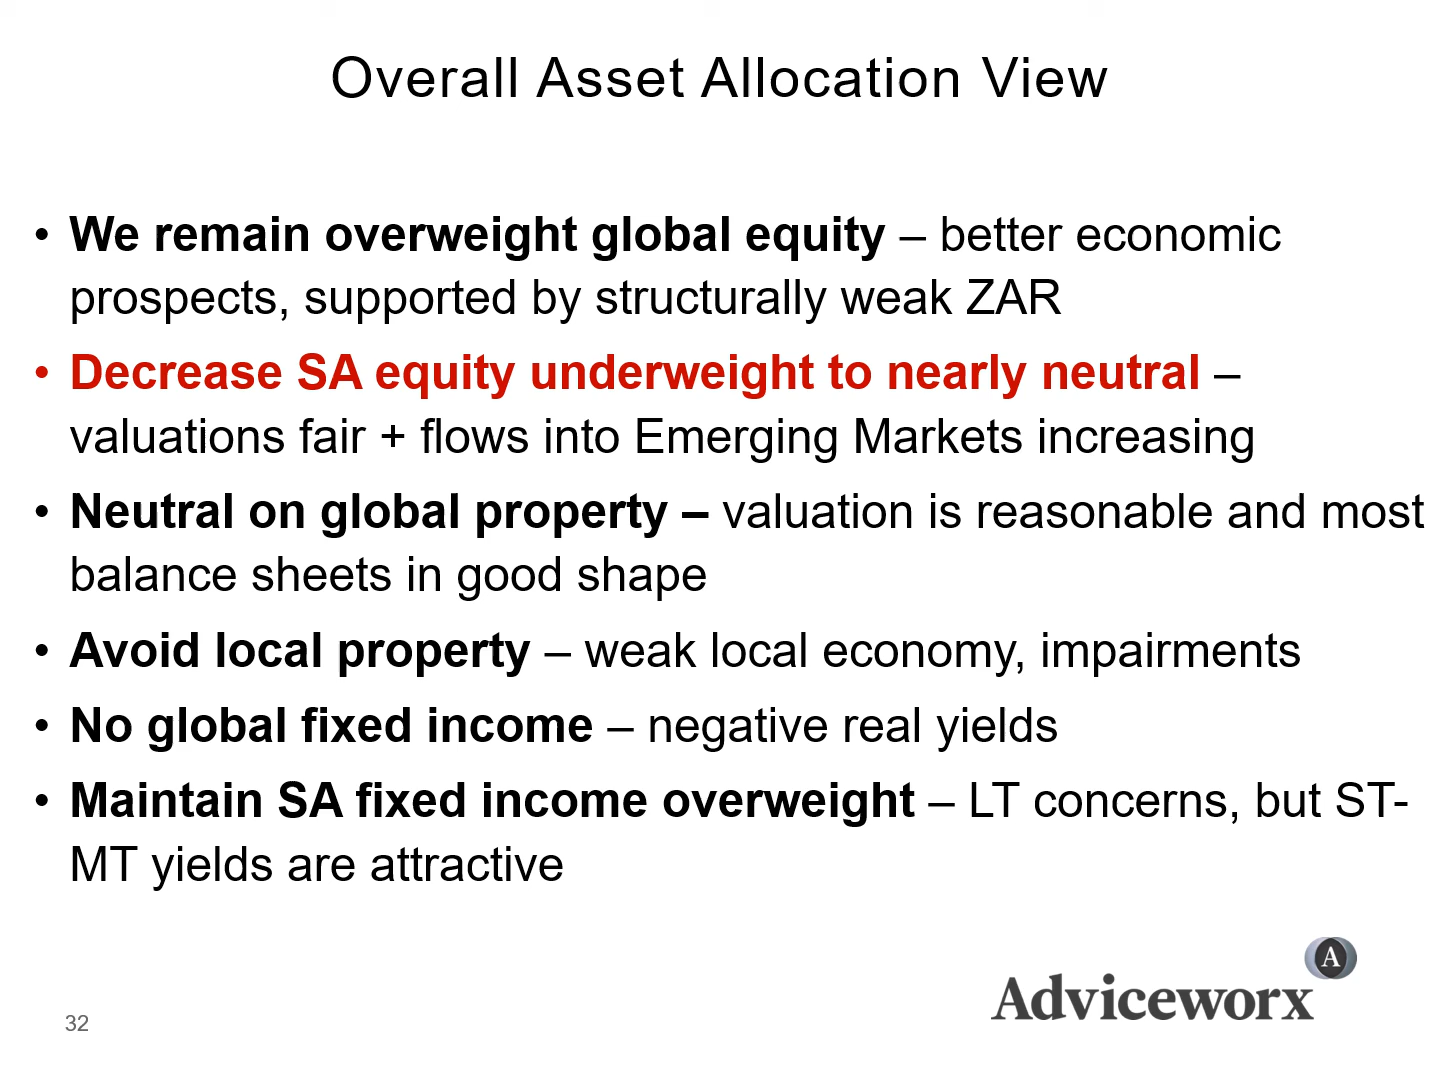 Overall Asset Allocation View
• We remain overweight global equity – better economic
prospects, supported by structurally weak ZAR
• Decrease SA equity underweight to nearly neutral –
valuations fair + flows into Emerging Markets increasing
• Neutral on global property – valuation is reasonable and most
balance sheets in good shape
• Avoid local property – weak local economy, impairments
• No global fixed income – negative real yields
• Maintain SA fixed income overweight – LT concerns, but ST-
MT yields are attractive
A
Adviceworx
32